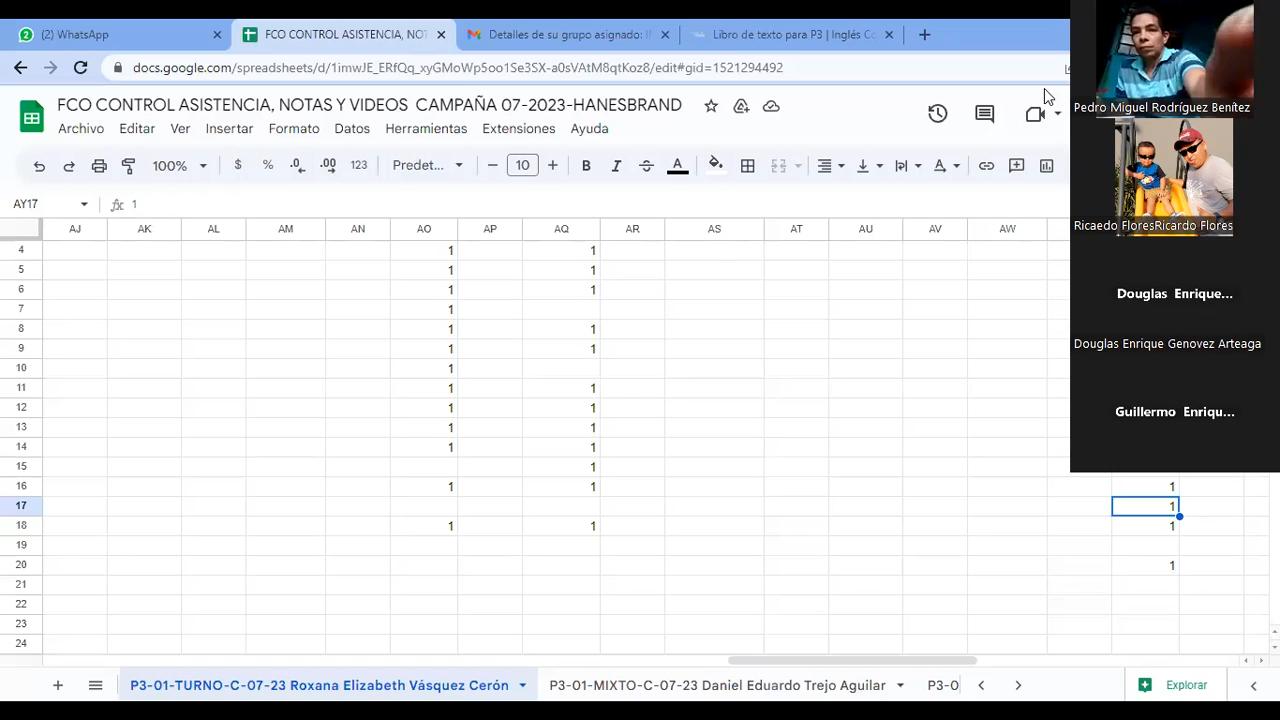 (2) WhatsApp
FCO CONTROL ASISTENCIA, NOT
Detalles de su grupo asignado: I
Libro de texto para P3 | Inglés Co
docs.google.com/spreadsheets/d/1imwJF_ERfQq_xyGMoWpSoo1Se3SX-a0sVAtM8qtKoz8/edit#gid=1521294492
FCO CONTROL ASISTENCIA, NOTAS Y VIDEOS CAMPAÑA 07-2023-HANESBRAND
Archivo Editar Ver Insertar Formato Datos Herramientas Extensiones Ayuda
100% $ % .0 .00 123 Predet... 10 B I A
AY17 fx 1
AJ AK AL AM AN AO AP AQ AR AS AT AU AV AW
4 1 1
5 1 1
6 1 1
7 1
8 1 1
9 1 1
10 1
11 1 1
12 1 1
13 1 1
14 1 1
15 1
16 1 1 1
17 1
18 1 1 1
19
20 1
21
22
23
24
P3-01-TURNO-C-07-23 Roxana Elizabeth Vásquez Cerón
P3-01-MIXTO-C-07-23 Daniel Eduardo Trejo Aguilar
P3-0
Explorar
Pedro Miguel Rodríguez Benítez
Ricaedo FloresRicardo Flores
Douglas Enrique...
Douglas Enrique Genovez Arteaga
Guillermo Enriqu...